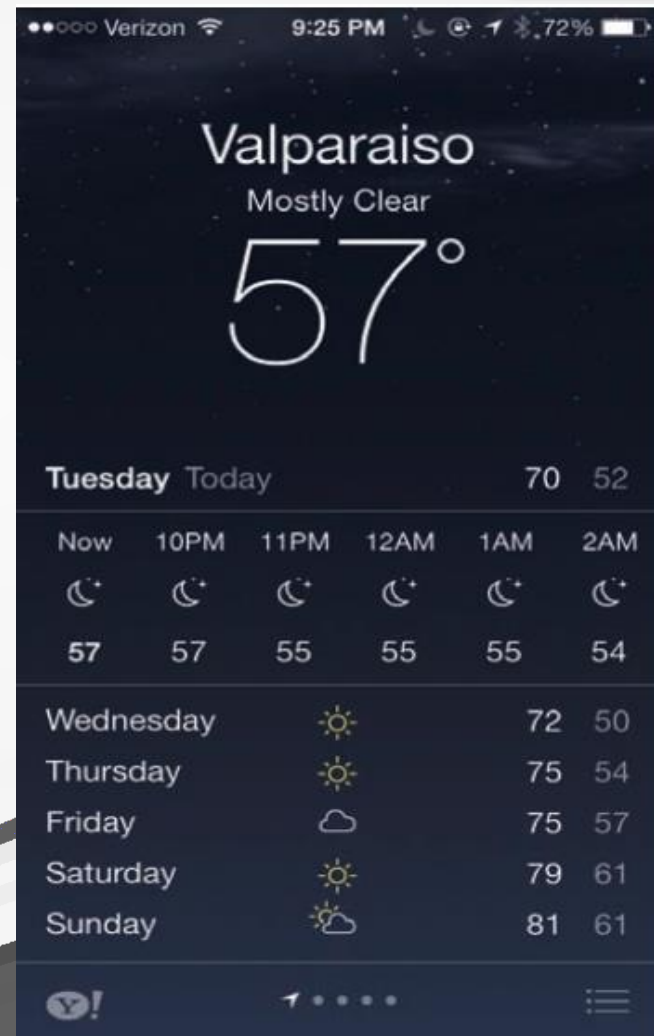 Verizon 9:25 PM 72%
Valparaiso
Mostly Clear
57°
Tuesday Today 70 52
Now 10PM 11PM 12AM 1AM 2AM
57 57 55 55 55 54
Wednesday 72 50
Thursday 75 54
Friday 75 57
Saturday 79 61
Sunday 81 61
Y!